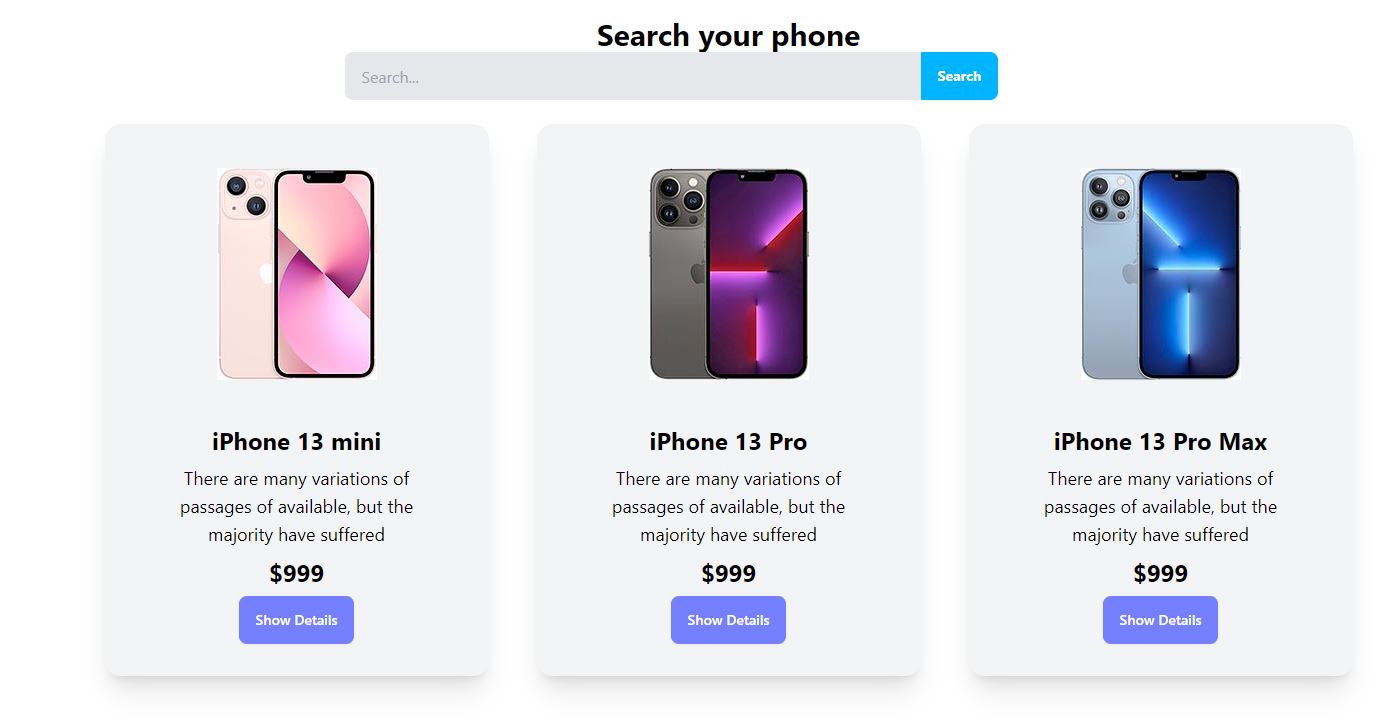 Search your phone
Search...
Search
iPhone 13 mini
There are many variations of
passages of available, but the
majority have suffered
$999
Show Details
iPhone 13 Pro
There are many variations of
passages of available, but the
majority have suffered
$999
Show Details
iPhone 13 Pro Max
There are many variations of
passages of available, but the
majority have suffered
$999
Show Details